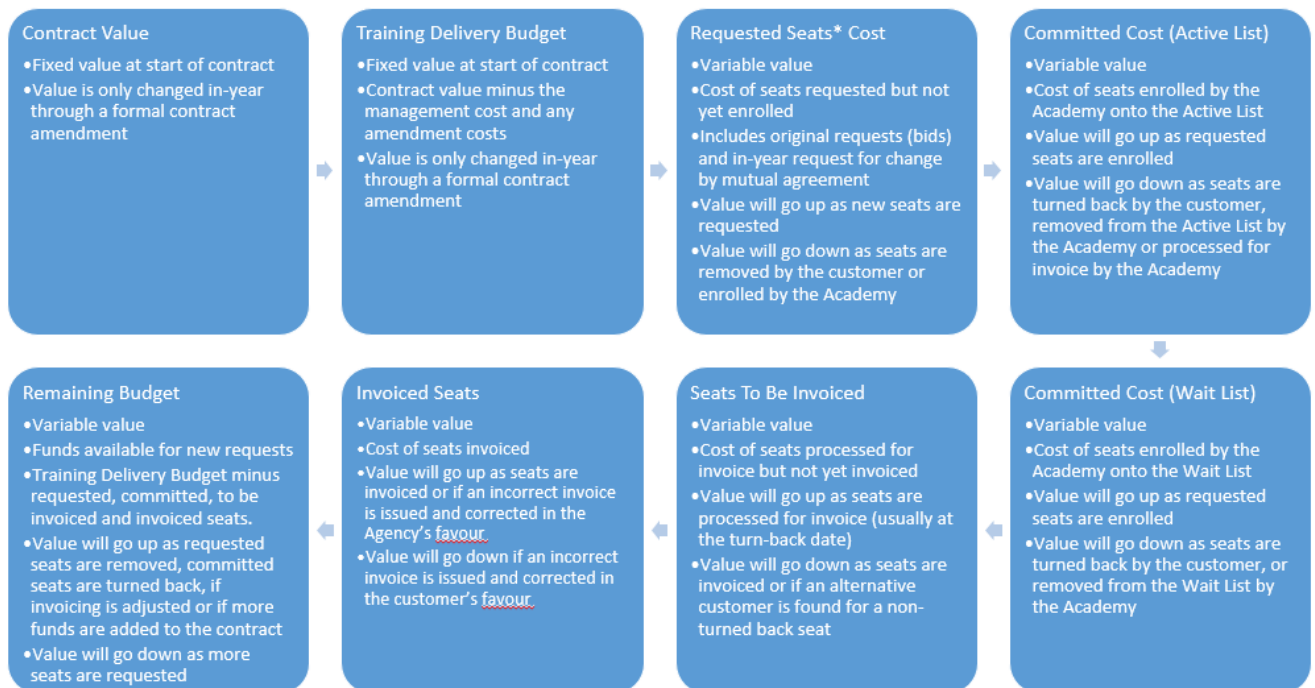 Contract Value
•Fixed value at start of contract
•Value is only changed in-year
through a formal contract
amendment
Training Delivery Budget
•Fixed value at start of contract
•Contract value minus the
management cost and any
amendment costs
•Value is only changed in-year
through a formal contract
amendment
Requested Seats* Cost
•Variable value
•Cost of seats requested but not
yet enrolled
•Includes original requests (bids)
and in-year request for change
by mutual agreement
•Value will go up as new seats are
requested
•Value will go down as seats are
removed by the customer or
enrolled by the Academy
Committed Cost (Active List)
•Variable value
•Cost of seats enrolled by the
Academy onto the Active List
•Value will go up as requested
seats are enrolled
•Value will go down as seats are
turned back by the customer,
removed from the Active List by
the Academy or processed for
invoice by the Academy
Committed Cost (Wait List)
•Variable value
•Cost of seats enrolled by the
Academy onto the Wait List
•Value will go up as requested
seats are enrolled
•Value will go down as seats are
turned back by the customer, or
removed from the Wait List by
the Academy
Seats To Be Invoiced
•Variable value
•Cost of seats processed for
invoice but not yet invoiced
•Value will go up as seats are
processed for invoice (usually at
the turn-back date)
•Value will go down as seats are
invoiced or if an alternative
customer is found for a non-
turned back seat
Invoiced Seats
•Variable value
•Cost of seats invoiced
•Value will go up as seats are
invoiced or if an incorrect invoice
is issued and corrected in the
Agency's favour
•Value will go down if an incorrect
invoice is issued and corrected in
the customer's favour
Remaining Budget
•Variable value
•Funds available for new requests
•Training Delivery Budget minus
requested, committed, to be
invoiced and invoiced seats.
•Value will go up as requested
seats are removed, committed
seats are turned back, if
invoicing is adjusted or if more
funds are added to the contract
•Value will go down as more
seats are requested